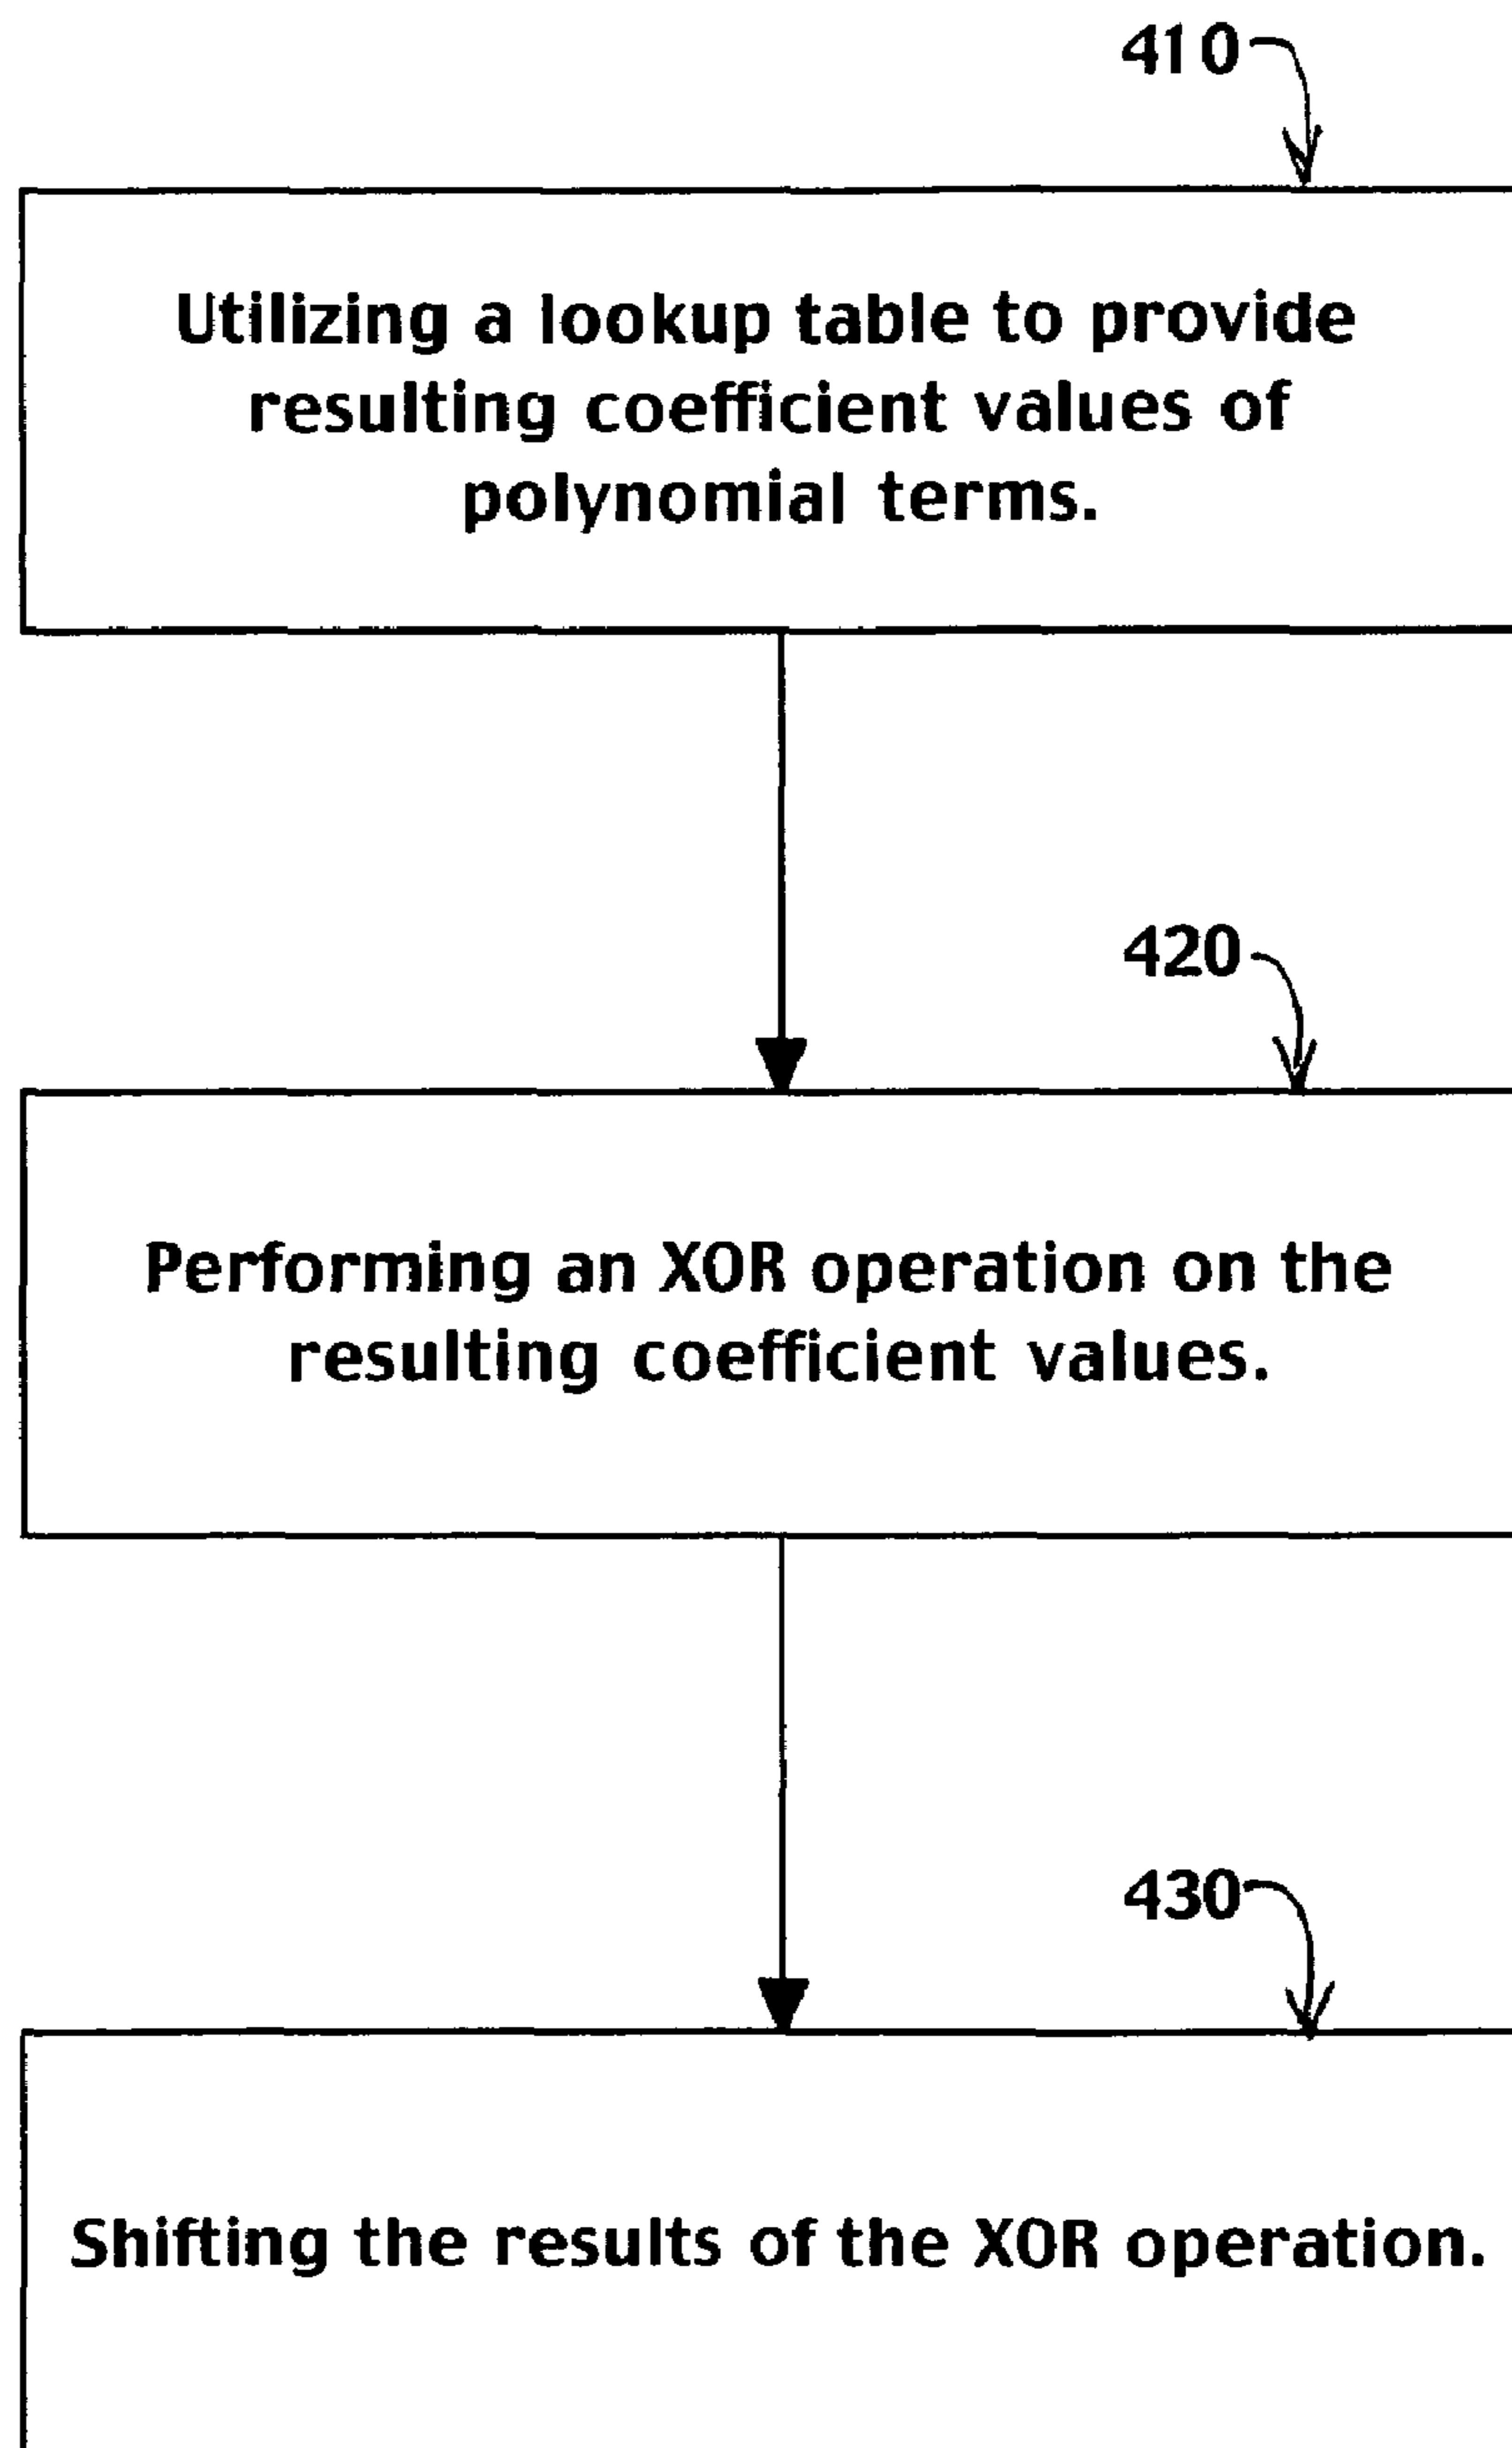 410
Utilizing a lookup table to provide
resulting coefficient values of
polynomial terms.
420
Performing an XOR operation on the
resulting coefficient values.
430
Shifting the results of the XOR operation.